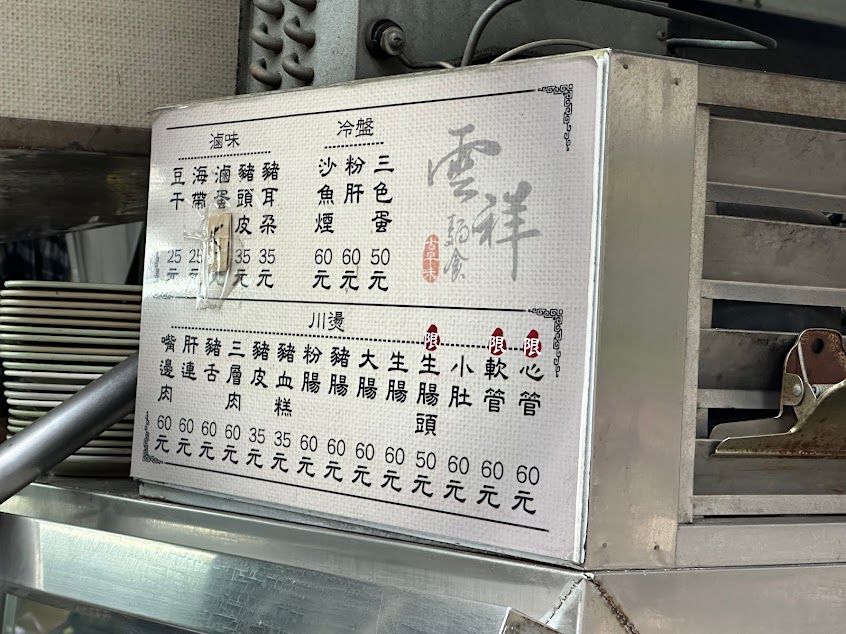 雲祥
麵食
古早味
冷盤
三色蛋 50元
粉肝 60元
沙魚煙 60元
滷味
豬耳朵 35元
豬頭皮 35元
滷蛋 元
海帶 25元
豆干 25元
川燙
限 心管 60元
限 軟管 60元
小肚 60元
限 生腸頭 50元
生腸 60元
大腸 60元
豬腸 60元
粉腸 60元
豬血糕 35元
豬皮 35元
三層肉 60元
豬舌 60元
肝連 60元
嘴邊肉 60元